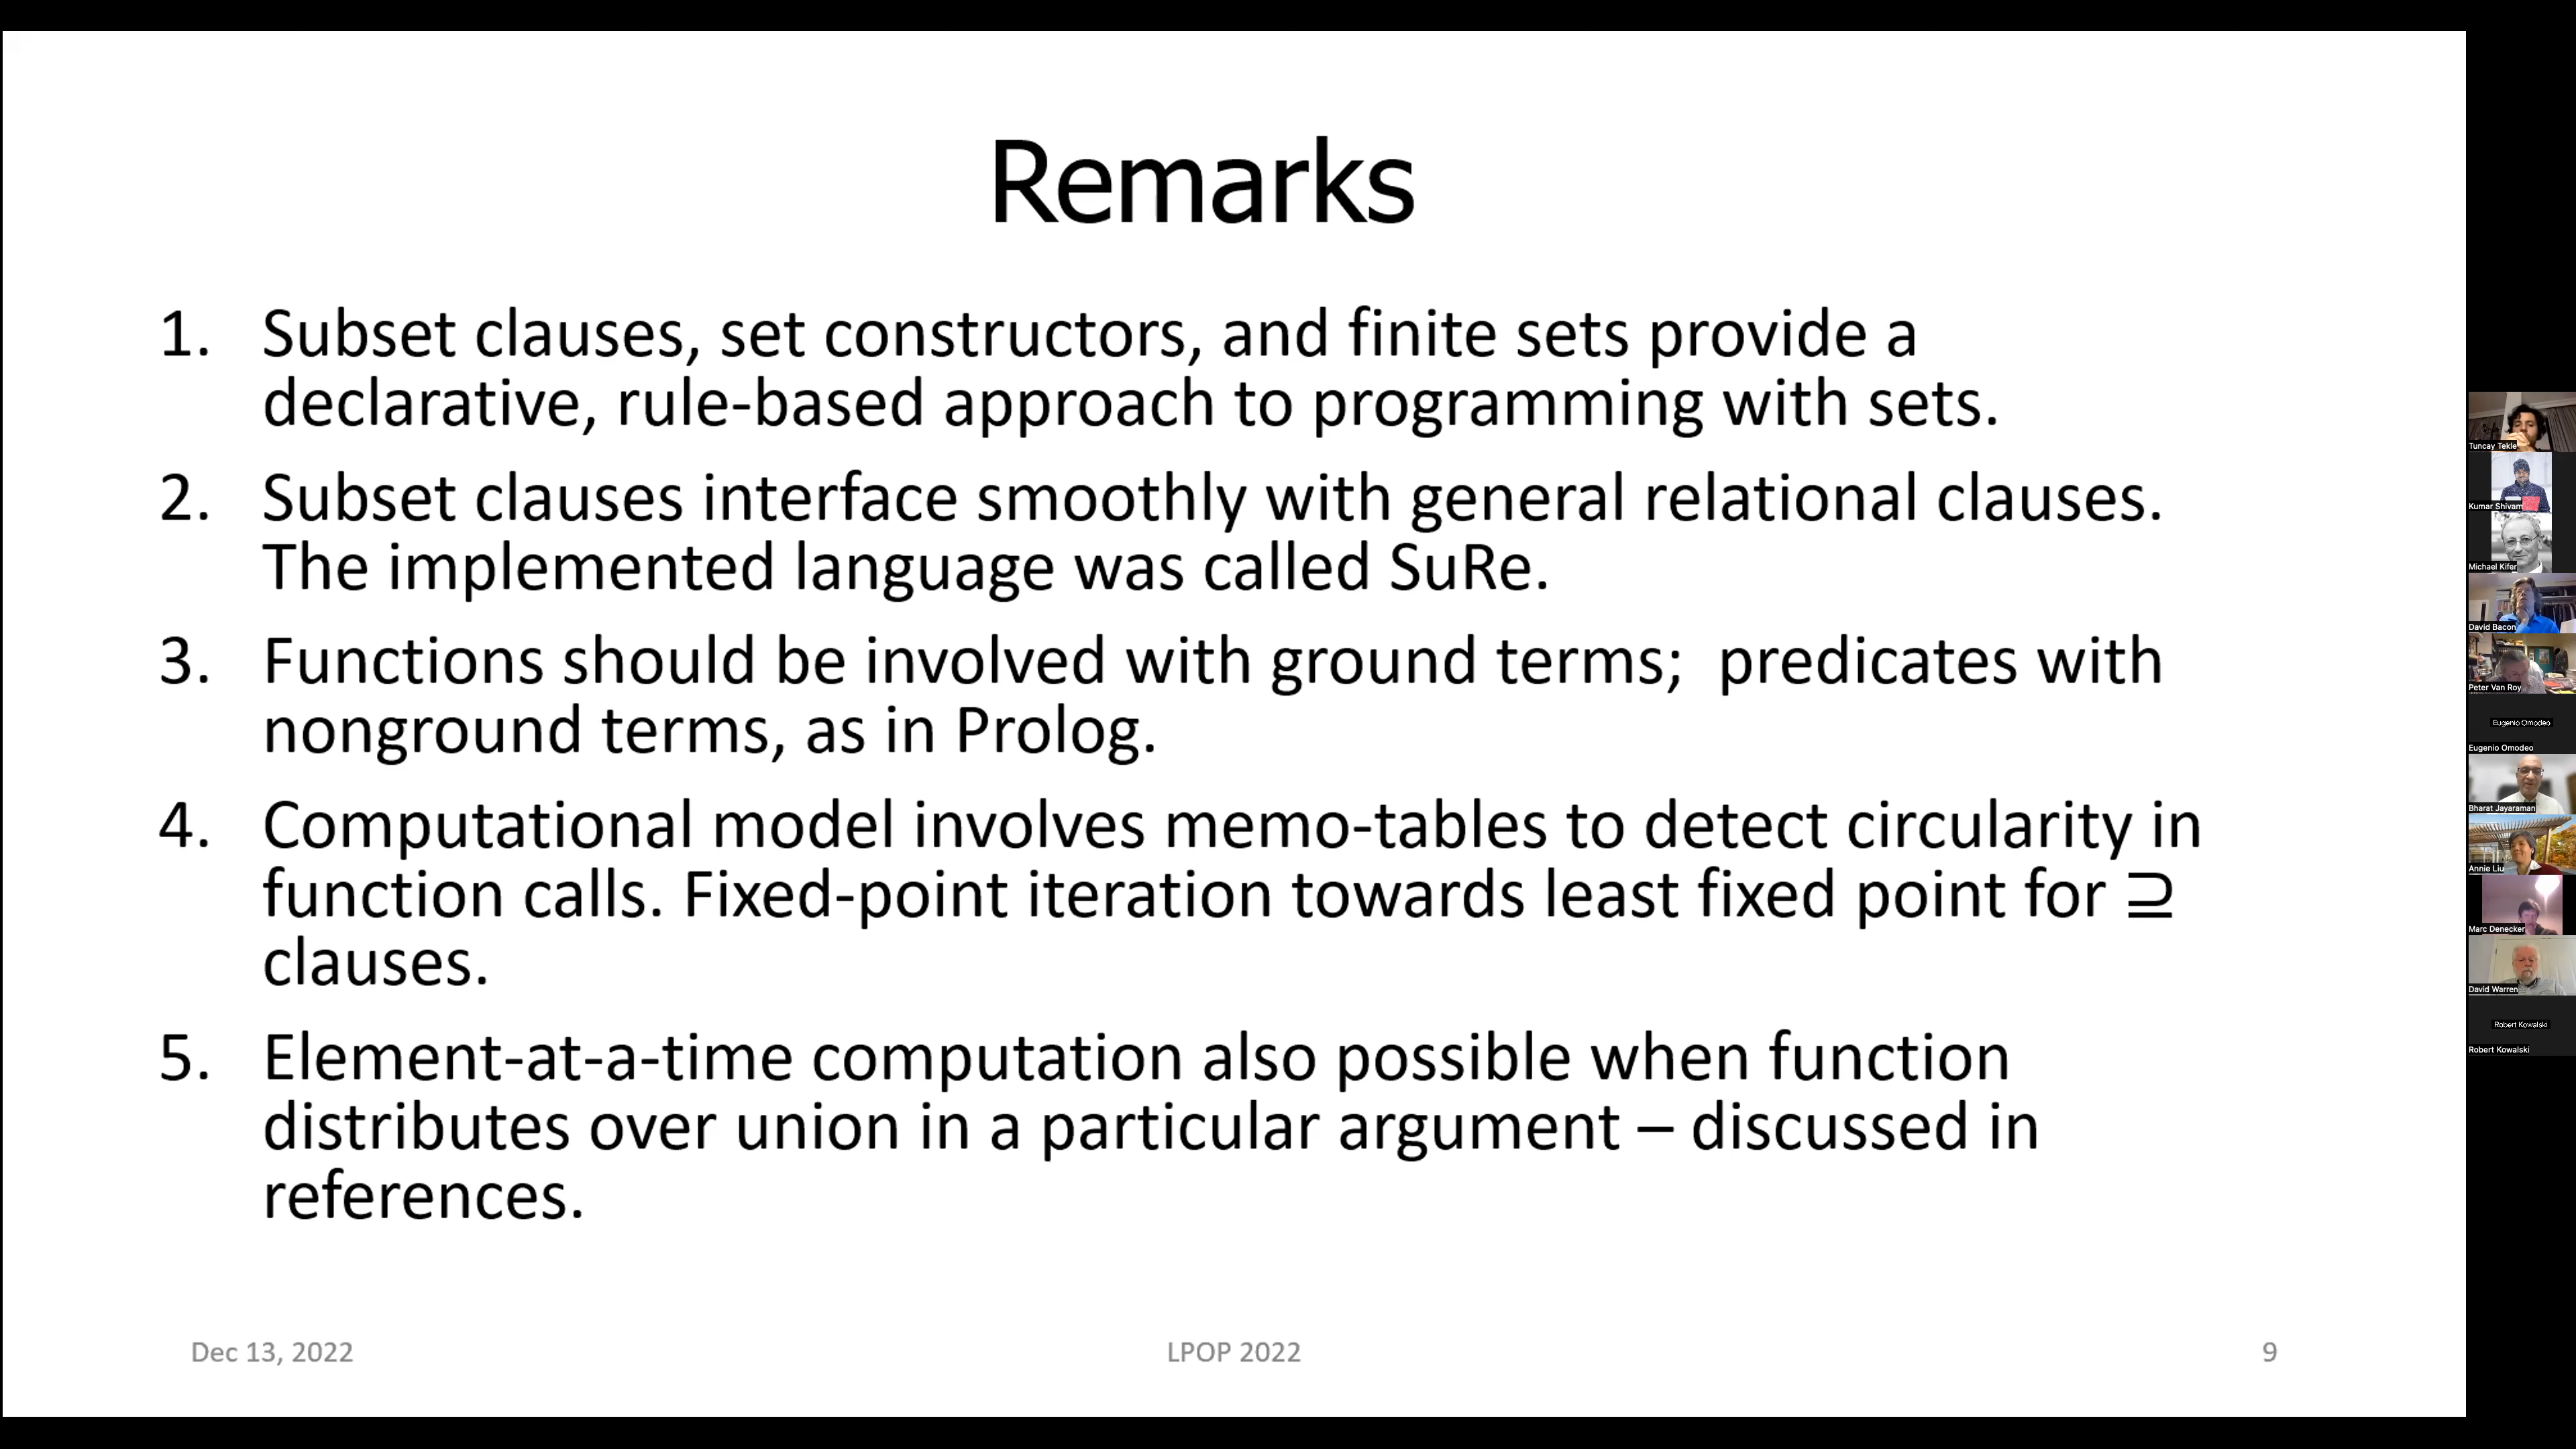 Remarks
1. Subset clauses, set constructors, and finite sets provide a
declarative, rule-based approach to programming with sets.
2. Subset clauses interface smoothly with general relational clauses.
The implemented language was called SuRe.
3. Functions should be involved with ground terms;  predicates with
nonground terms, as in Prolog.
4. Computational model involves memo-tables to detect circularity in
function calls. Fixed-point iteration towards least fixed point for ⊇
clauses.
5. Element-at-a-time computation also possible when function
distributes over union in a particular argument – discussed in
references.
Dec 13, 2022
LPOP 2022
9
Tuncay Tekle
Kumar Shivam
Michael Kifer
David Bacon
Peter Van Roy
Eugenio Omodeo
Eugenio Omodeo
Bharat Jayaraman
Annie Liu
Marc Denecker
David Warren
Robert Kowalski
Robert Kowalski